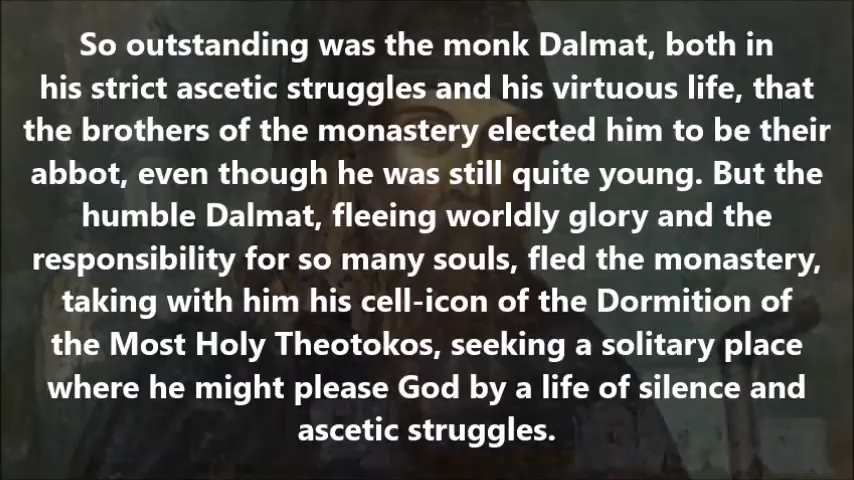 So outstanding was the monk Dalmat, both in
his strict ascetic struggles and his virtuous life, that
the brothers of the monastery elected him to be their
abbot, even though he was still quite young. But the
humble Dalmat, fleeing worldly glory and the
responsibility for so many souls, fled the monastery,
taking with him his cell-icon of the Dormition of
the Most Holy Theotokos, seeking a solitary place
where he might please God by a life of silence and
ascetic struggles.